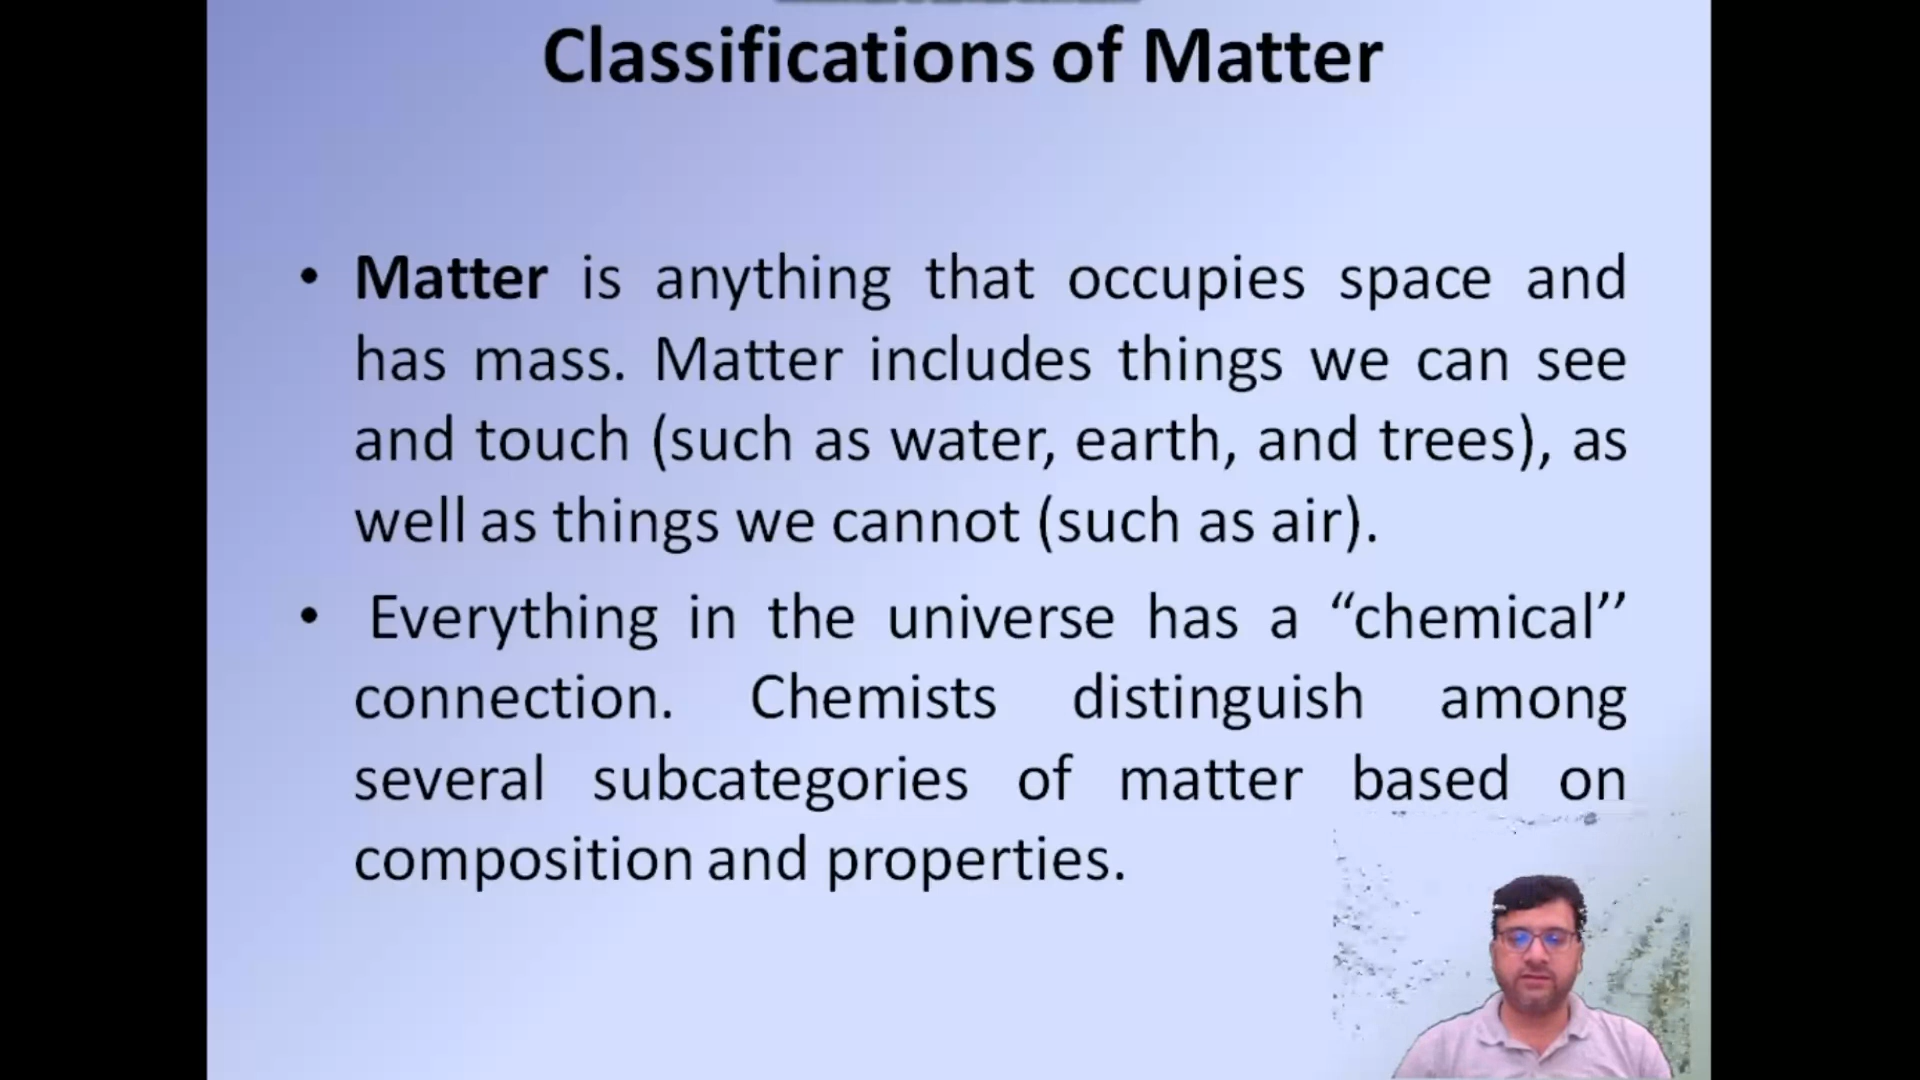 Classifications of Matter
• Matter is anything that occupies space and
has mass. Matter includes things we can see
and touch (such as water, earth, and trees), as
well as things we cannot (such as air).
• Everything in the universe has a “chemical’’
connection. Chemists distinguish among
several subcategories of matter based on
composition and properties.